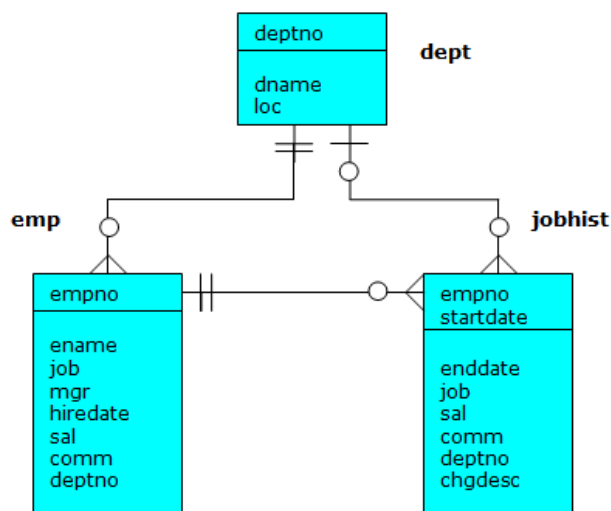 deptno
dept
dname
loc
emp
jobhist
empno
ename
job
mgr
hiredate
sal
comm
deptno
empno
startdate
enddate
job
sal
comm
deptno
chgdesc